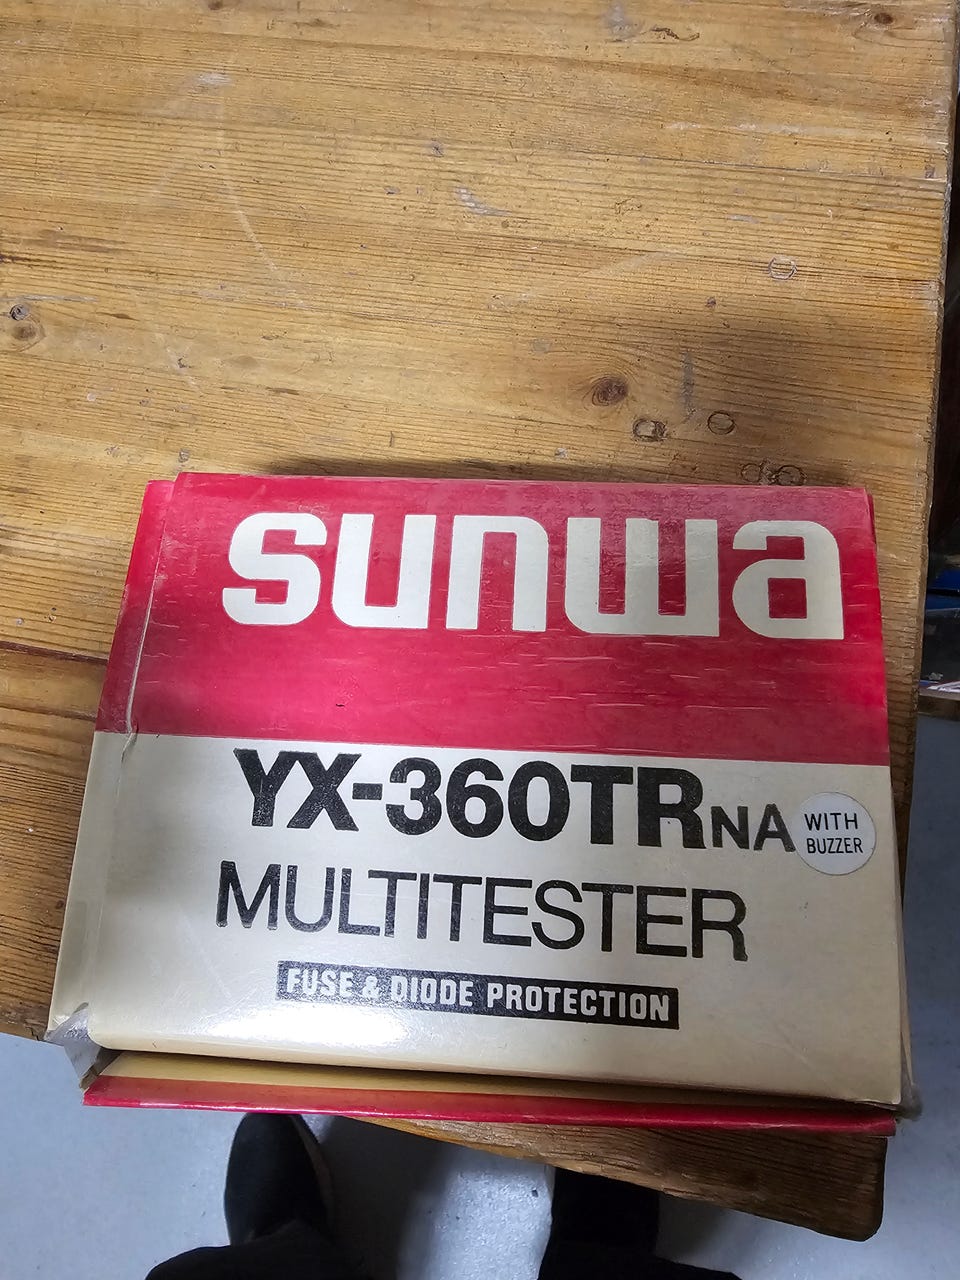 sunwa
YX-360TRNA
WITH
BUZZER
MULTITESTER
FUSE & DIODE PROTECTION